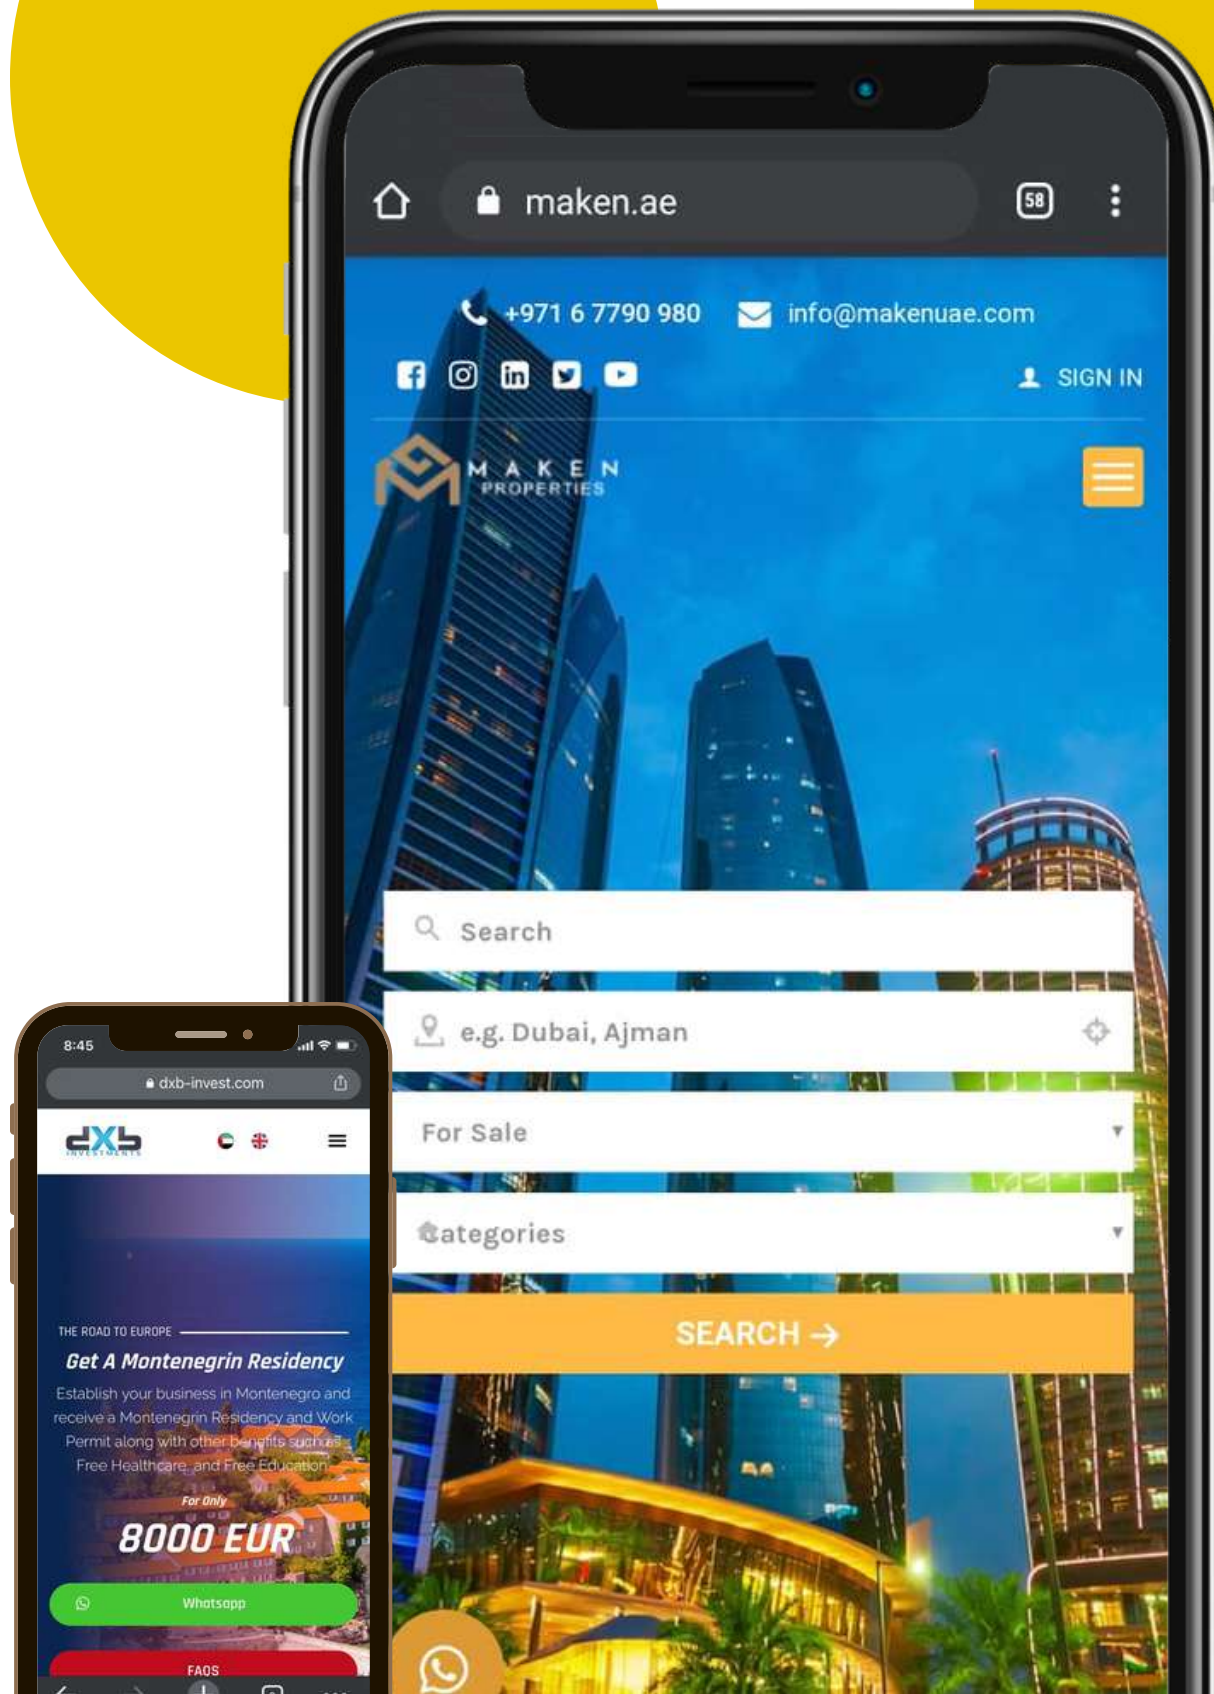 maken.ae
58
+971 6 7790 980
info@makenuae.com
SIGN IN
MAKEN
PROPERTIES
Search
e.g. Dubai, Ajman
For Sale
Categories
SEARCH →
8:45
dxb-invest.com
dXb
INVESTMENTS
THE ROAD TO EUROPE
Get A Montenegrin Residency
Establish your business in Montenegro and
receive a Montenegrin Residency and Work
Permit along with other benefits such as
Free Healthcare, and Free Education
For Only
8000 EUR
Whatsapp
FAQS